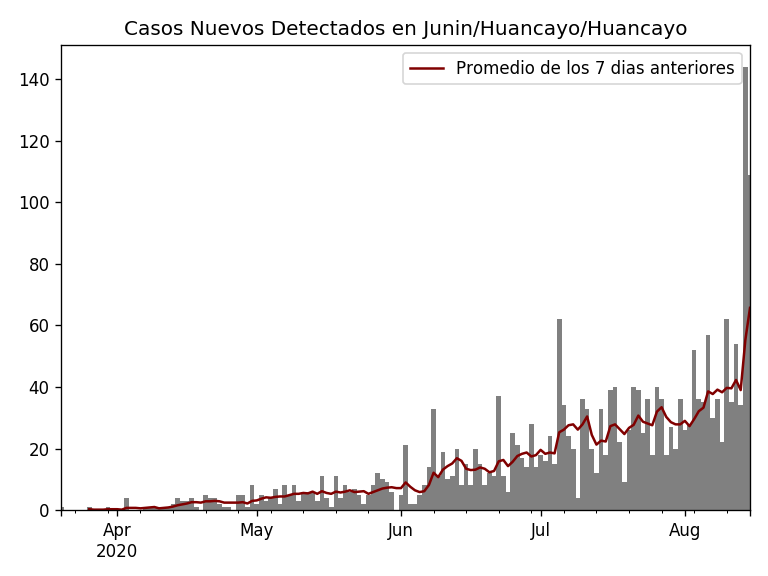 Casos Nuevos Detectados en Junin/Huancayo/Huancayo
Promedio de los 7 dias anteriores
140
120
100
80
60
40
20
0
Apr
2020
May
Jun
Jul
Aug